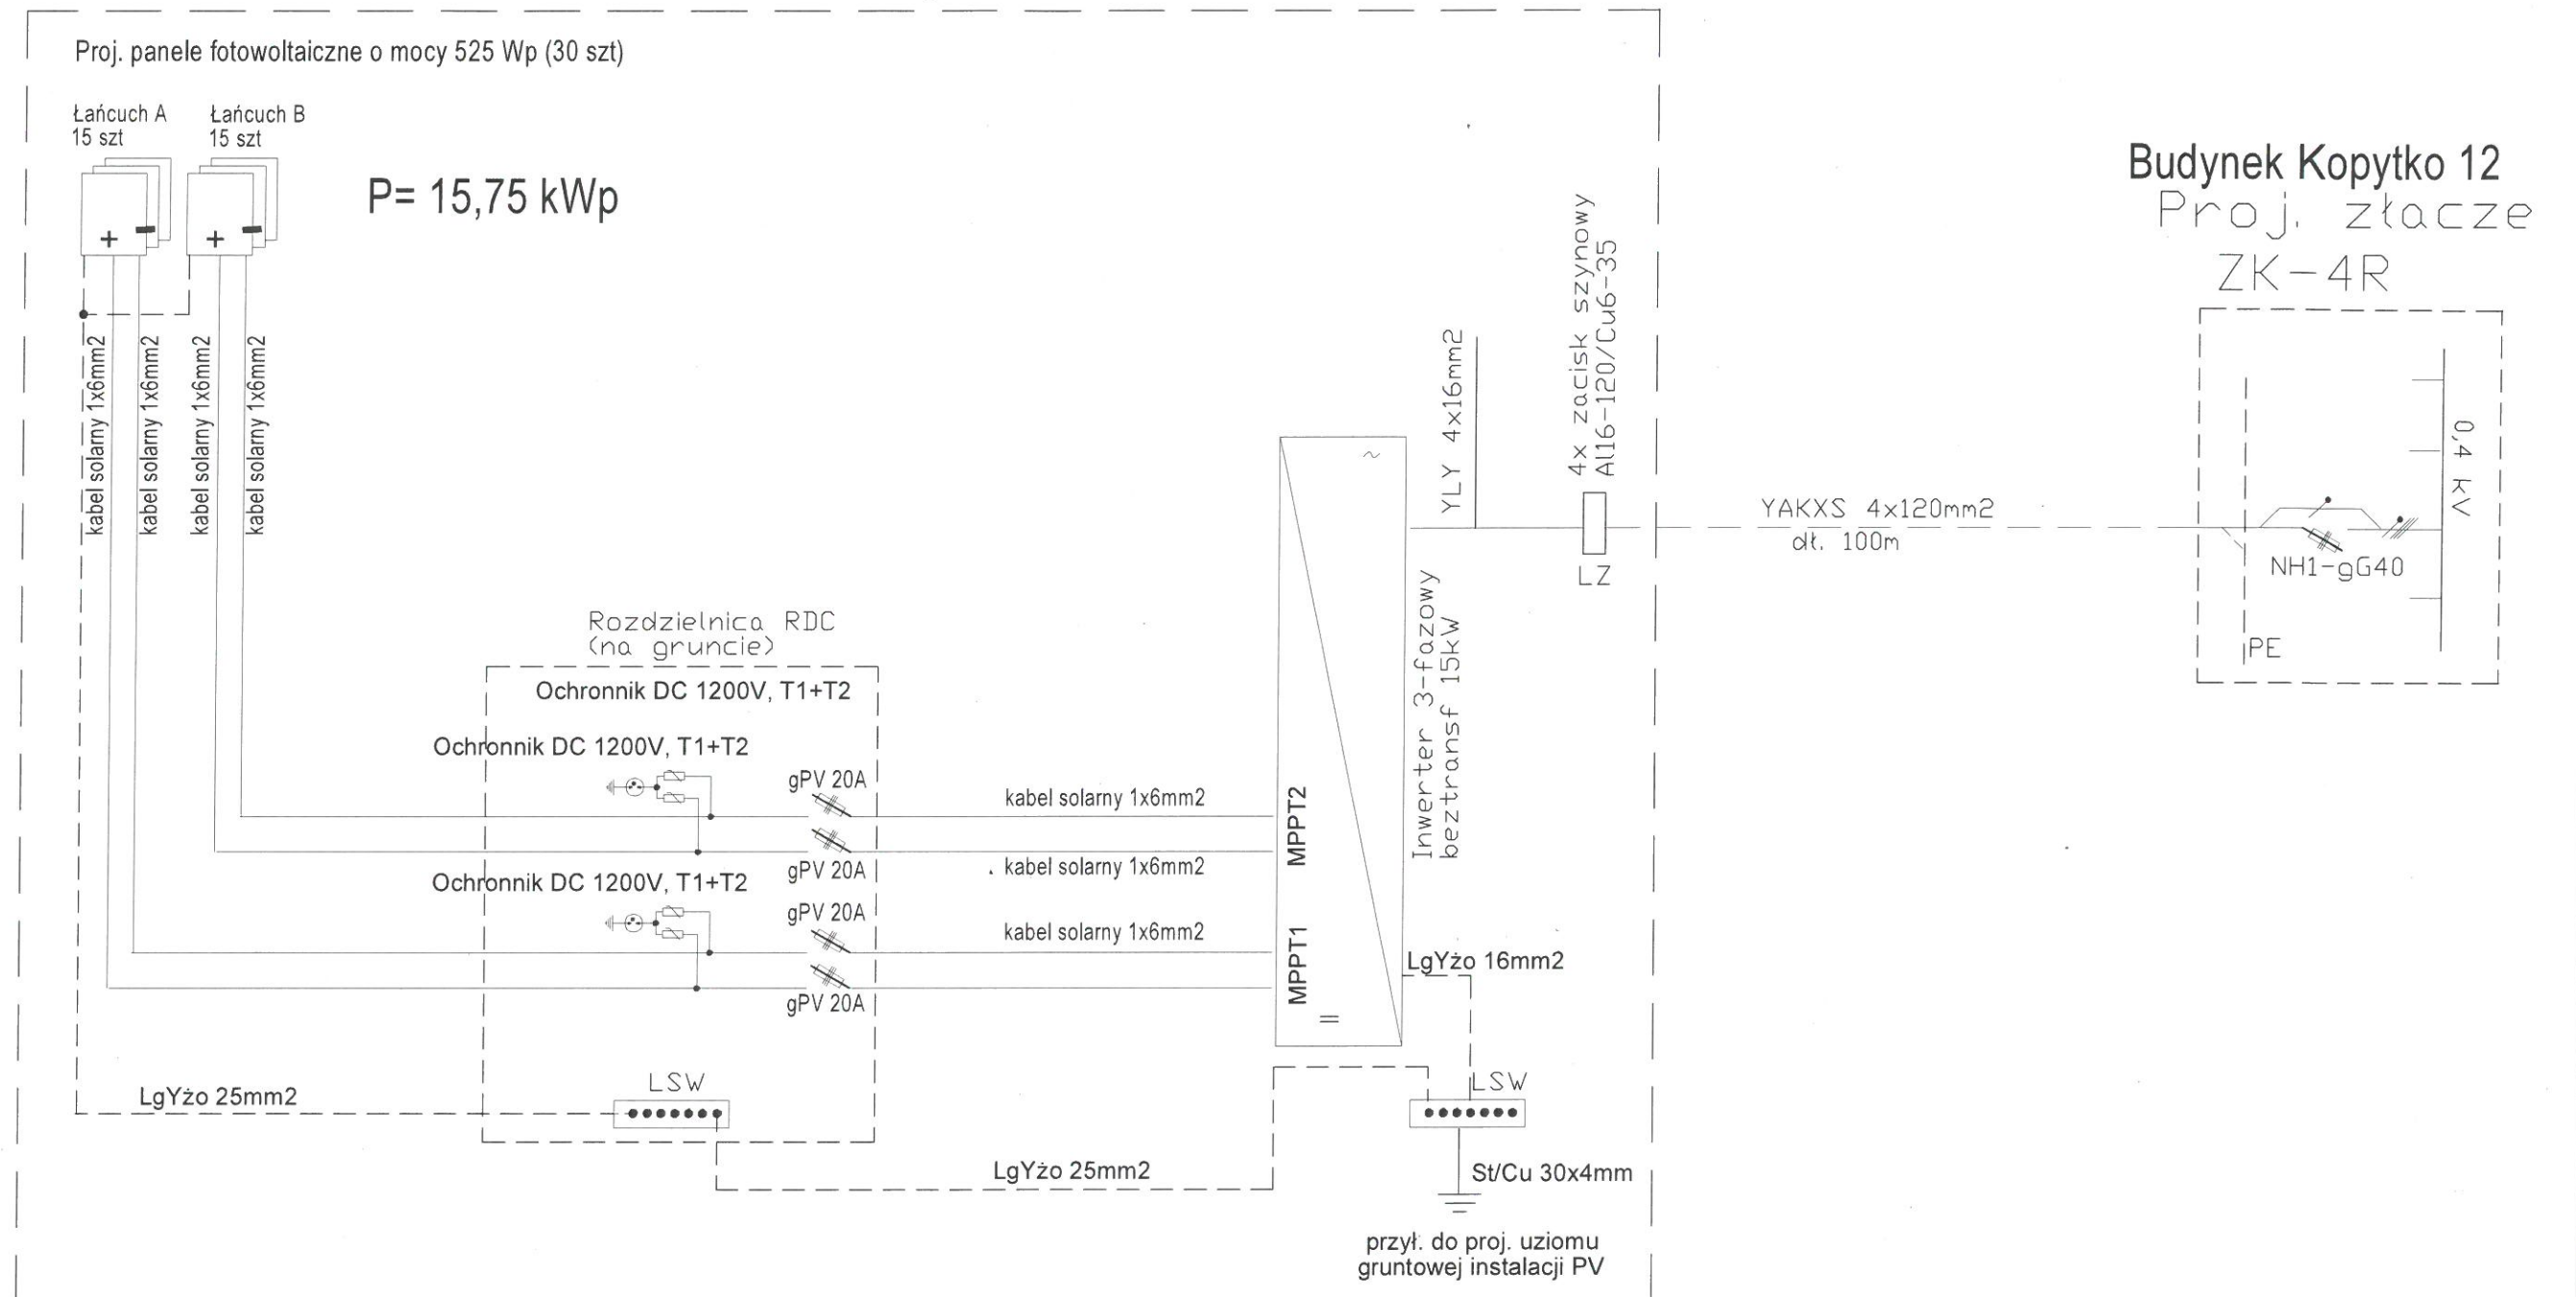 Proj. panele fotowoltaiczne o mocy 525 Wp (30 szt)
Łańcuch A
15 szt
Łańcuch B
15 szt
P= 15,75 kWp
+
+
kabel solarny 1x6mm2
kabel solarny 1x6mm2
kabel solarny 1x6mm2
kabel solarny 1x6mm2
Rozdzielnica RDC
(na gruncie)
Ochronnik DC 1200V, T1+T2
Ochronnik DC 1200V, T1+T2
gPV 20A
gPV 20A
Ochronnik DC 1200V, T1+T2
gPV 20A
gPV 20A
kabel solarny 1x6mm2
kabel solarny 1x6mm2
kabel solarny 1x6mm2
MPPT2
MPPT1
~
=
Inwerter 3-fazowy
beztransf 15kW
YLY 4x16mm2
4x zacisk szynowy
Al16-120/Cu6-35
LZ
YAKXS 4x120mm2
dł. 100m
Budynek Kopytko 12
Proj. złacze
ZK-4R
0,4 kV
NH1-gG40
PE
LgYżo 16mm2
LSW
LgYżo 25mm2
LSW
LgYżo 25mm2
St/Cu 30x4mm
przył. do proj. uziomu
gruntowej instalacji PV